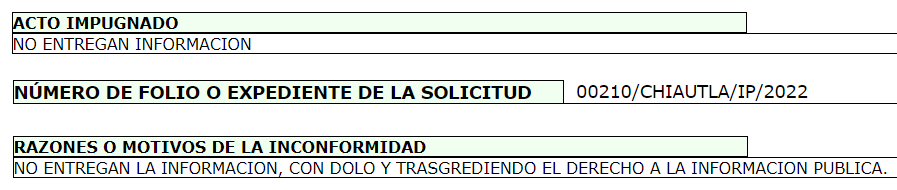 ACTO IMPUGNADO
NO ENTREGAN INFORMACION
NÚMERO DE FOLIO O EXPEDIENTE DE LA SOLICITUD 00210/CHIAUTLA/IP/2022
RAZONES O MOTIVOS DE LA INCONFORMIDAD
NO ENTREGAN LA INFORMACION, CON DOLO Y TRASGREDIENDO EL DERECHO A LA INFORMACION PUBLICA.